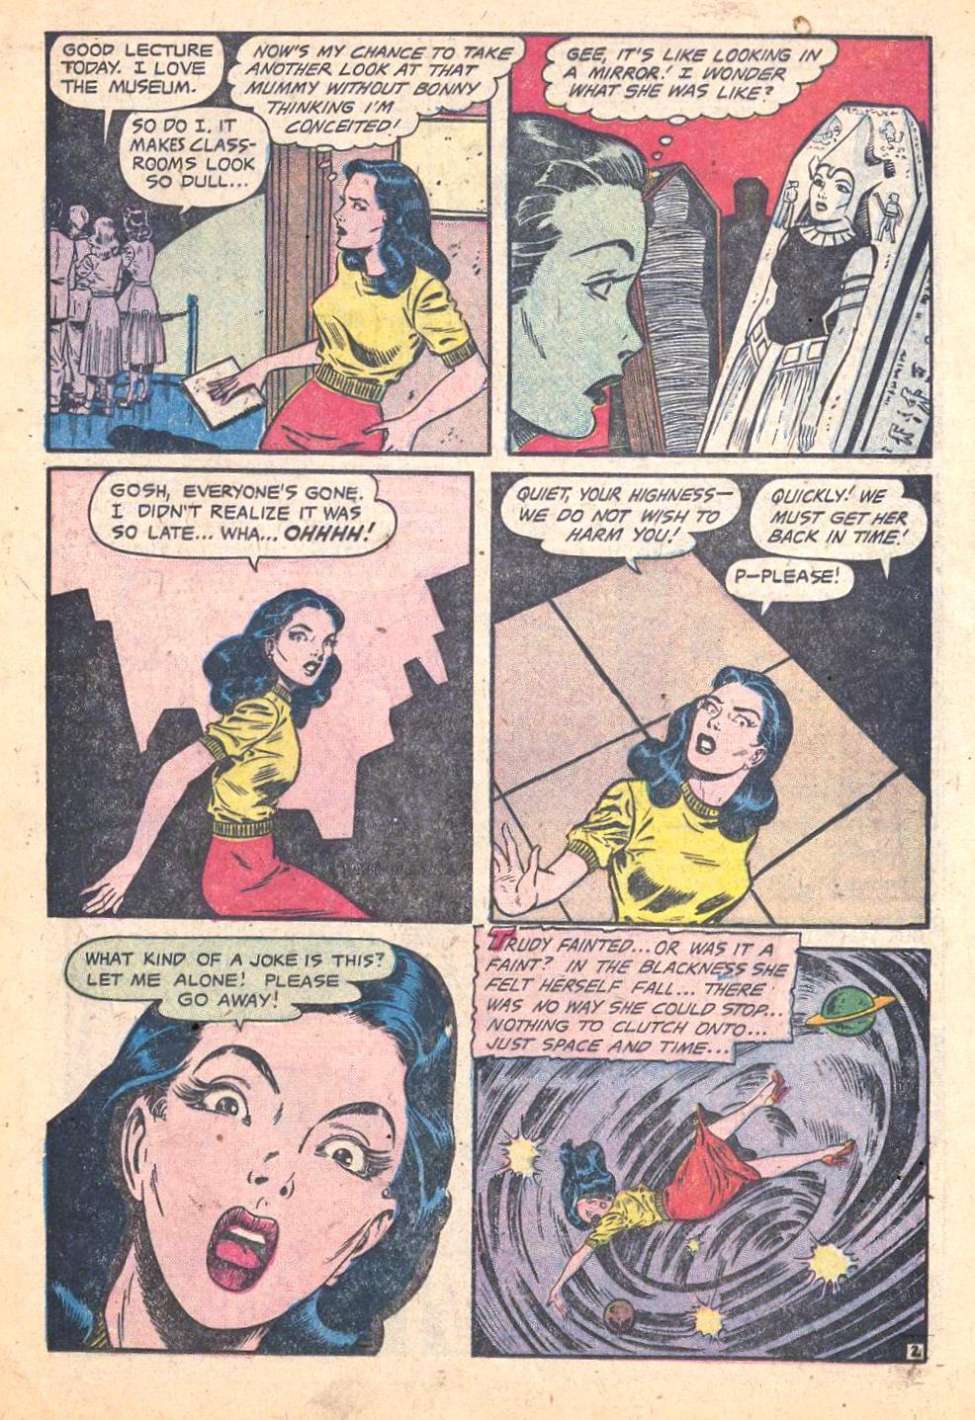 GOOD LECTURE
TODAY. I LOVE
THE MUSEUM.
SO DO I. IT
MAKES CLASS-
ROOMS LOOK
SO DULL...
NOW'S MY CHANCE TO TAKE
ANOTHER LOOK AT THAT
MUMMY WITHOUT BONNY
THINKING I'M
CONCEITED!
GEE, IT'S LIKE LOOKING IN
A MIRROR! I WONDER
WHAT SHE WAS LIKE?
GOSH, EVERYONE'S GONE.
I DIDN'T REALIZE IT WAS
SO LATE... WHA... OHHHH!
QUIET, YOUR HIGHNESS—
WE DO NOT WISH TO
HARM YOU!
QUICKLY! WE
MUST GET HER
BACK IN TIME!
P-PLEASE!
WHAT KIND OF A JOKE IS THIS?
LET ME ALONE! PLEASE
GO AWAY!
TRUDY FAINTED... OR WAS IT A
FAINT? IN THE BLACKNESS SHE
FELT HERSELF FALL... THERE
WAS NO WAY SHE COULD STOP...
NOTHING TO CLUTCH ONTO...
JUST SPACE AND TIME...
2